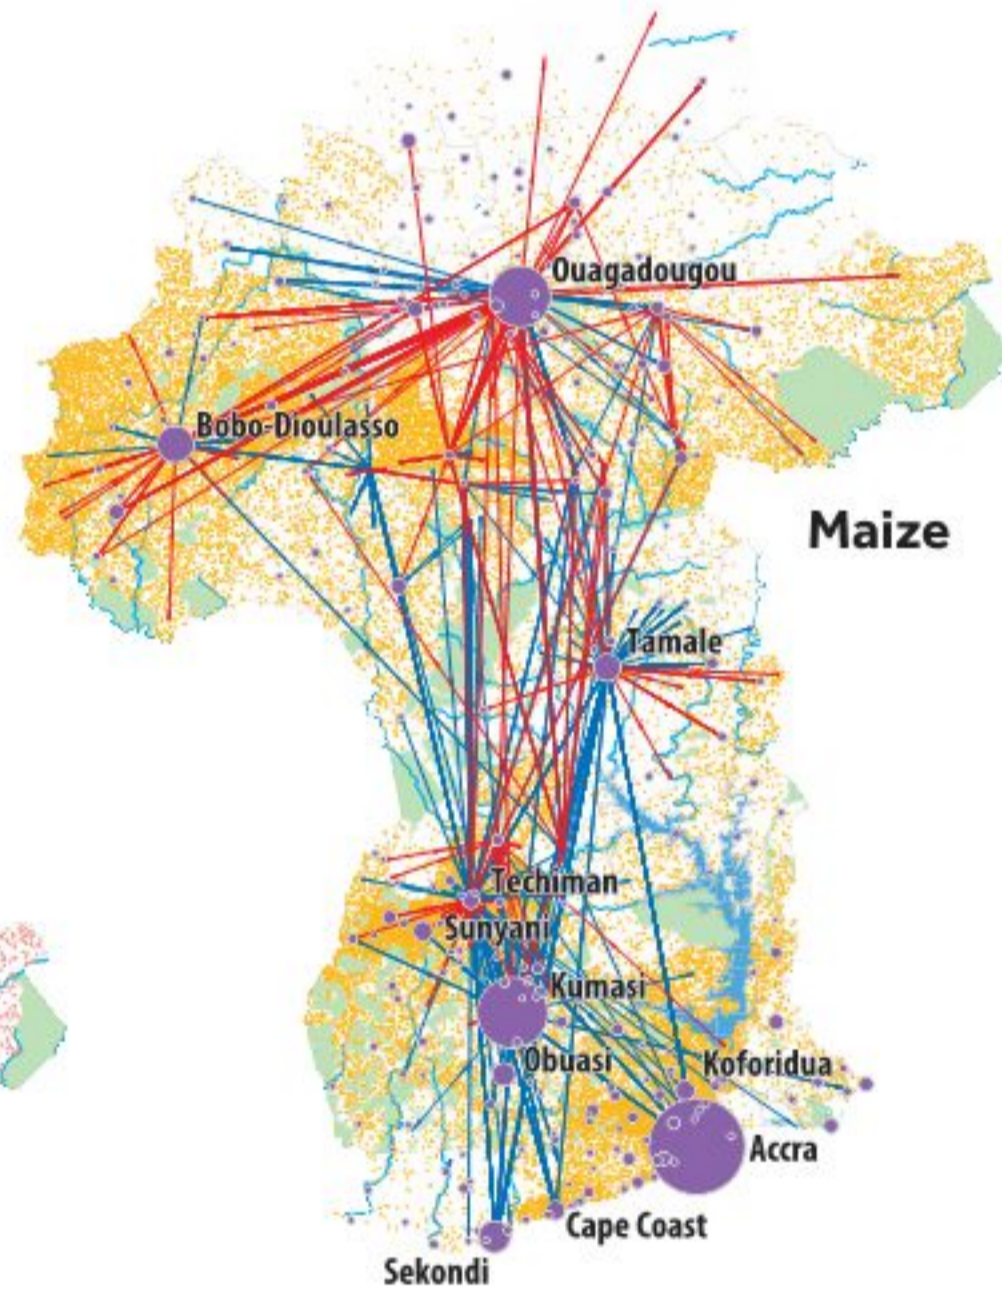 Ouagadougou
Bobo-Dioulasso
Maize
Tamale
Techiman
Sunyani
Kumasi
Obuasi
Koforidua
Accra
Cape Coast
Sekondi